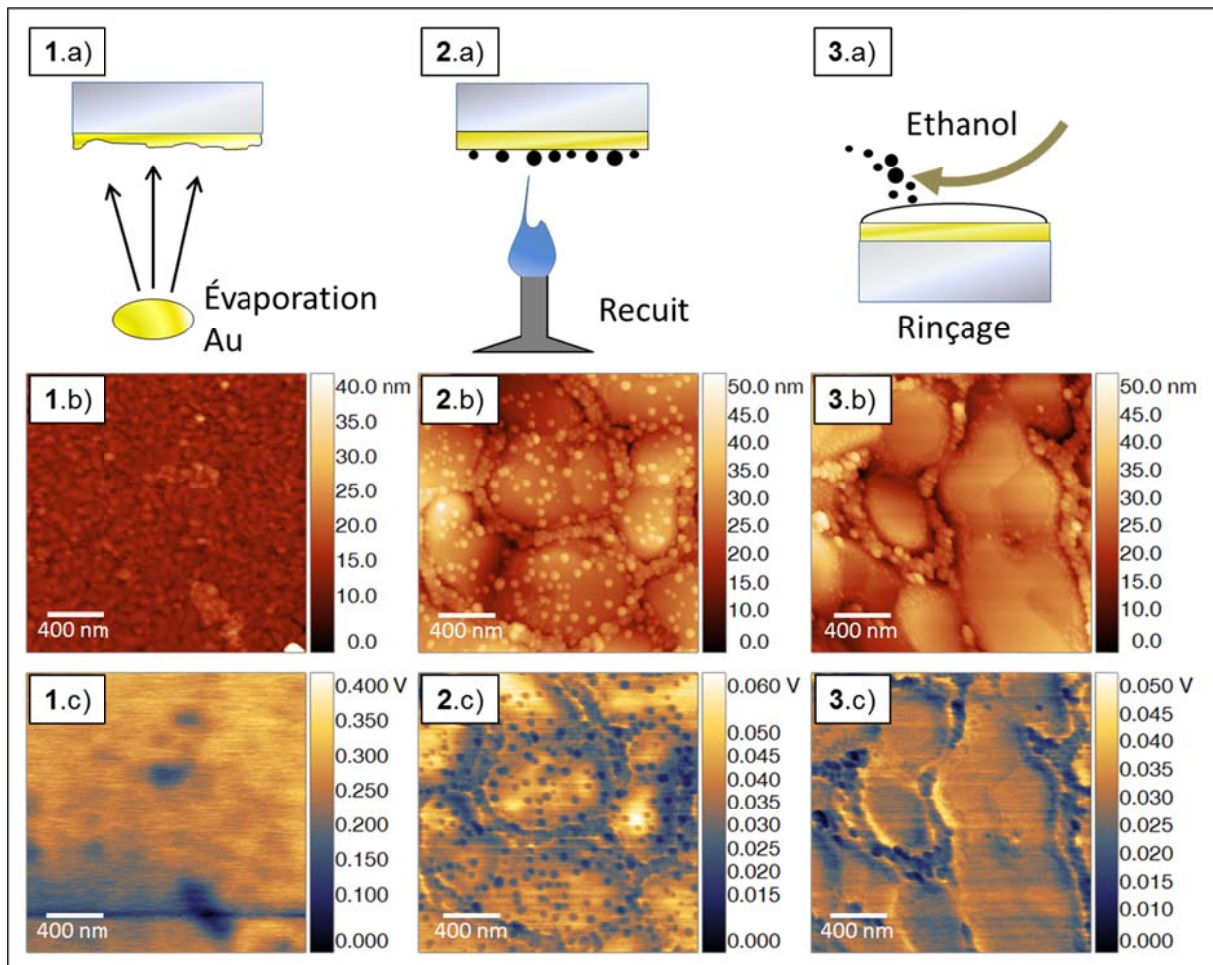 1.a)
2.a)
3.a)
Ethanol
Évaporation
Au
Recuit
Rinçage
1.b)
40.0 nm
35.0
30.0
25.0
20.0
15.0
10.0
0.0
400 nm
2.b)
50.0 nm
45.0
40.0
35.0
30.0
25.0
20.0
15.0
10.0
0.0
400 nm
3.b)
50.0 nm
45.0
40.0
35.0
30.0
25.0
20.0
15.0
10.0
0.0
400 nm
1.c)
0.400 V
0.350
0.300
0.250
0.200
0.150
0.100
0.000
400 nm
2.c)
0.060 V
0.050
0.045
0.040
0.035
0.030
0.025
0.020
0.015
0.000
400 nm
3.c)
0.050 V
0.045
0.040
0.035
0.030
0.025
0.020
0.015
0.010
0.000
400 nm